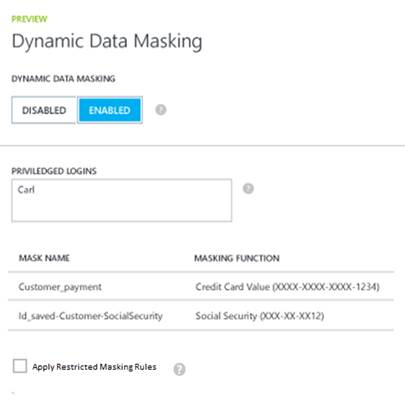 PREVIEW
Dynamic Data Masking
DYNAMIC DATA MASKING
DISABLED ENABLED ?
PRIVILEDGED LOGINS
Carl ?
MASK NAME MASKING FUNCTION
Customer_payment Credit Card Value (XXXX-XXXX-XXXX-1234)
Id_saved-Customer-SocialSecurity Social Security (XXX-XX-XX12)
Apply Restricted Masking Rules ?